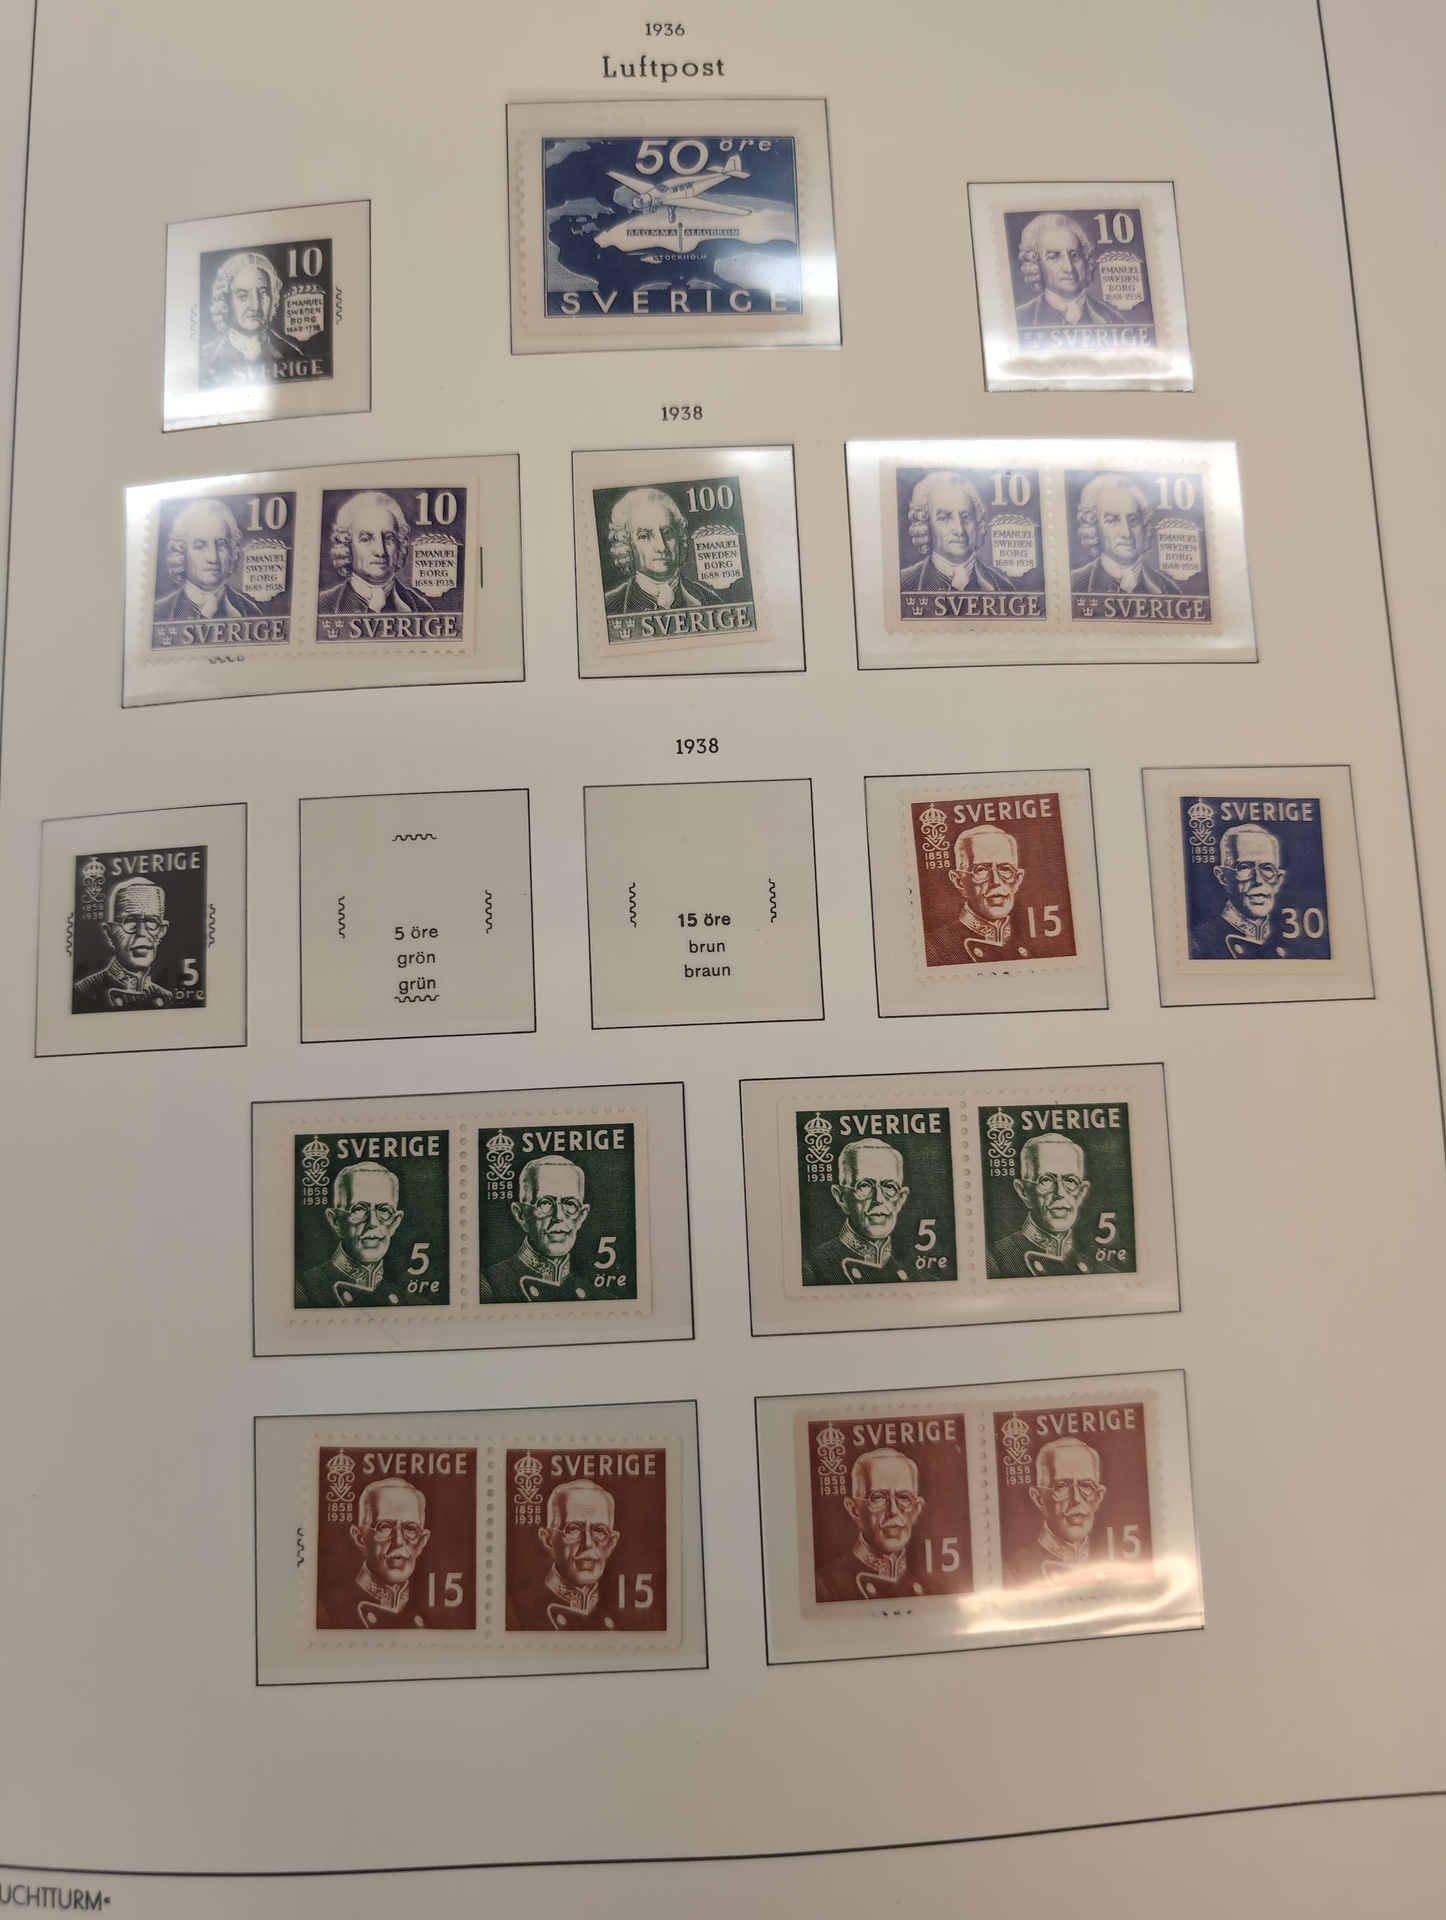 1936
Luftpost
50 öre
BROMMA AERODROM
STOCKHOLM
SVERIGE
10
EMANUEL
SWEDEN
BORG
1688-1738
SVERIGE
10
EMANUEL
SWEDEN
BORG
1688-1938
SVERIGE
1938
10
EMANUEL
SWEDEN-
BORG
1688-1938
SVERIGE
10
EMANUEL
SWEDEN-
BORG
1688-1938
SVERIGE
100
EMANUEL
SWEDEN-
BORG
1688-1938
SVERIGE
10
EMANUEL
SWEDEN-
BORG
1688-1938
SVERIGE
10
EMANUEL
SWEDEN-
BORG
1688-1938
SVERIGE
1938
SVERIGE
1858
1938
5
öre
5 öre
grön
grün
15 öre
brun
braun
SVERIGE
1858
1938
15
SVERIGE
1858
1938
30
SVERIGE
1858
1938
5
öre
SVERIGE
1858
1938
5
öre
SVERIGE
1858
1938
5
öre
SVERIGE
1858
1938
5
öre
SVERIGE
1858
1938
15
SVERIGE
1858
1938
15
SVERIGE
1858
1938
15
SVERIGE
1858
1938
15
UCHTTURM